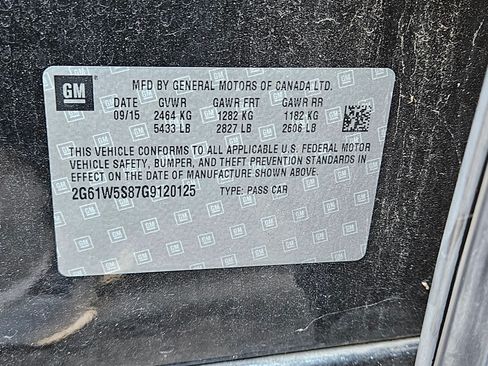 GM
MFD BY GENERAL MOTORS OF CANADA LTD.
DATE GVWR GAWR FRT GAWR RR
09/15 2464 KG 1282 KG 1182 KG
5433 LB 2827 LB 2606 LB
THIS VEHICLE CONFORMS TO ALL APPLICABLE U.S. FEDERAL MOTOR
VEHICLE SAFETY, BUMPER, AND THEFT PREVENTION STANDARDS
IN EFFECT ON THE DATE OF MANUFACTURE SHOWN ABOVE.
2G61W5S87G9120125 TYPE: PASS CAR